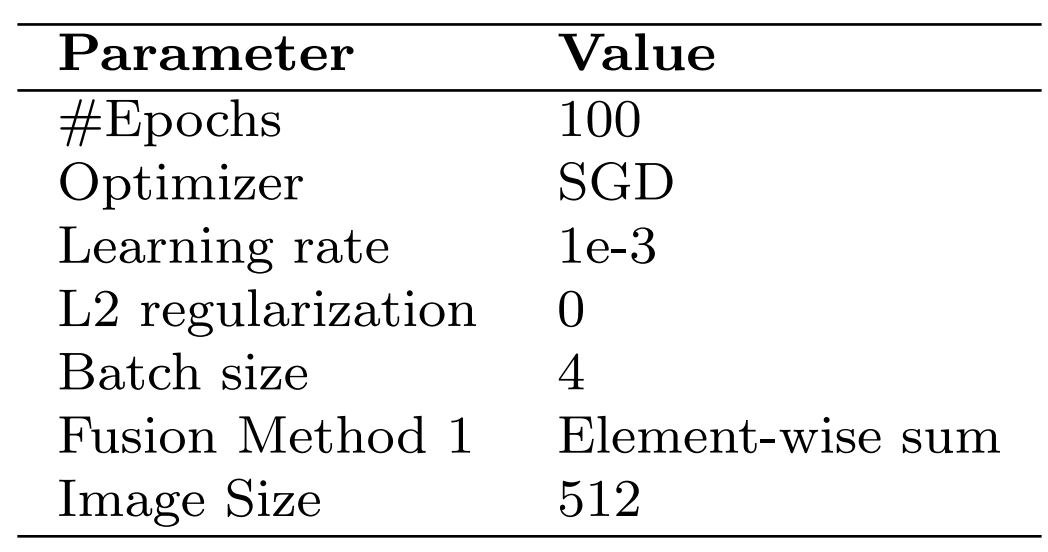 Parameter Value
#Epochs 100
Optimizer SGD
Learning rate 1e-3
L2 regularization 0
Batch size 4
Fusion Method 1 Element-wise sum
Image Size 512